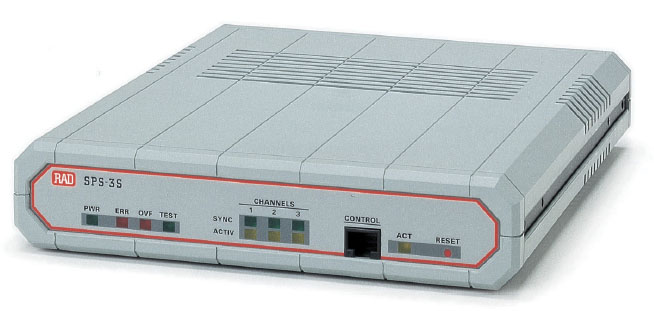 RAD SPS-3S
PWR ERR OVF TEST
CHANNELS
1 2 3
SYNC
ACTIV
CONTROL
ACT RESET